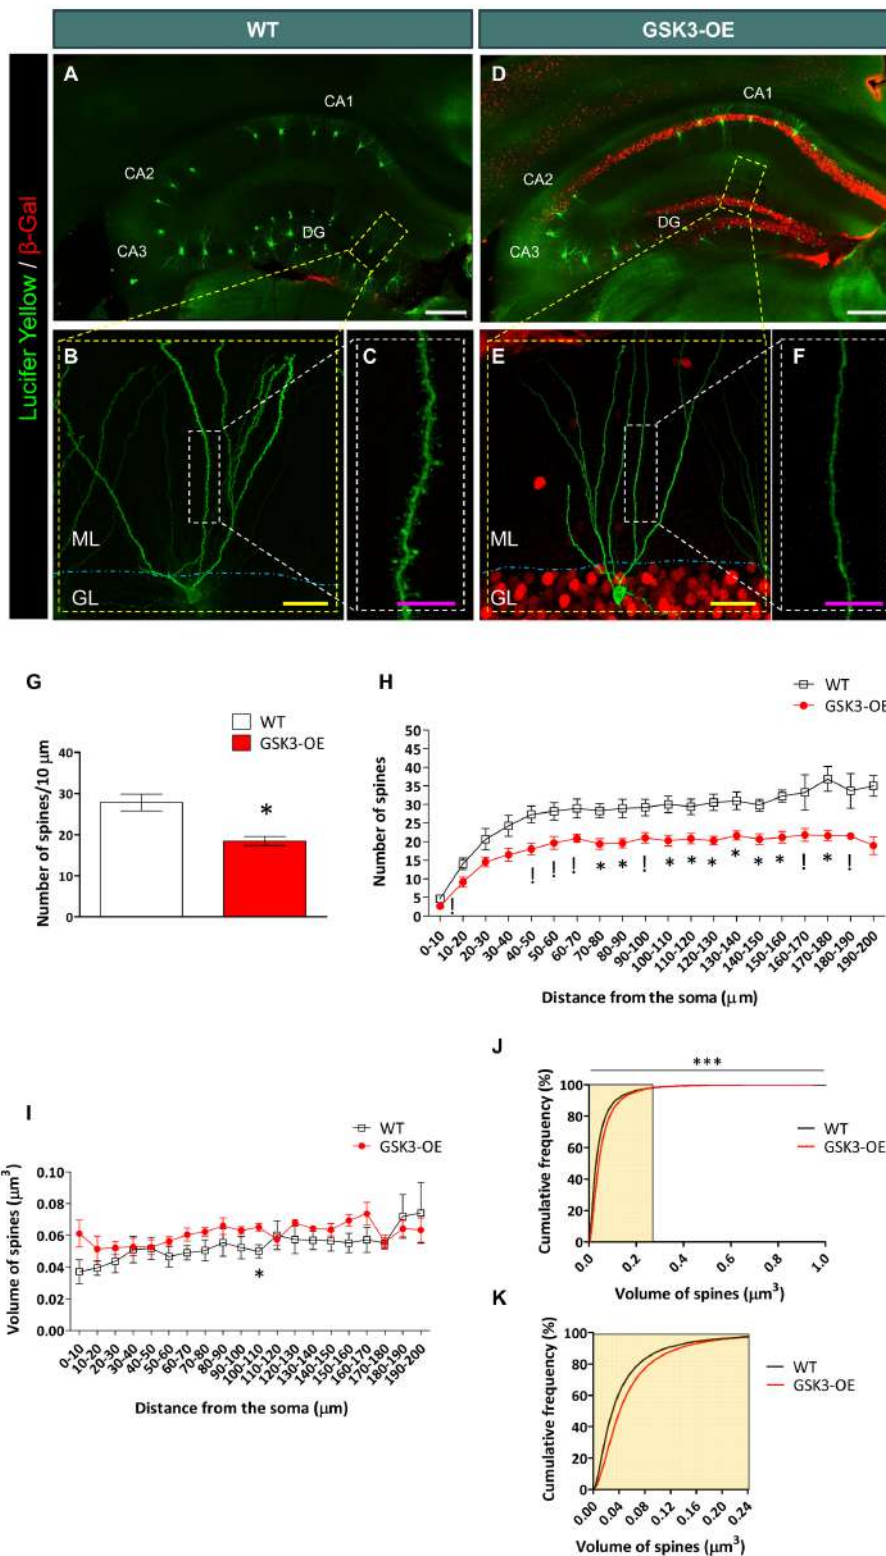 WT
GSK3-OE
Lucifer Yellow / β-Gal
A
CA1
CA2
CA3
DG
D
CA1
CA2
CA3
DG
B
ML
GL
C
E
ML
GL
F
G
WT
GSK3-OE
Number of spines/10 μm
40
30
20
10
0
*
H
WT
GSK3-OE
Number of spines
50
45
40
35
30
25
20
15
10
5
0
! ! ! ! * * ! * * * * * * ! * !
0-10
10-20
20-30
30-40
40-50
50-60
60-70
70-80
80-90
90-100
100-110
110-120
120-130
130-140
140-150
150-160
160-170
170-180
180-190
190-200
Distance from the soma (μm)
I
WT
GSK3-OE
Volume of spines (μm³)
0.10
0.08
0.06
0.04
0.02
0.00
*
0-10
10-20
20-30
30-40
40-50
50-60
60-70
70-80
80-90
90-100
100-110
110-120
120-130
130-140
140-150
150-160
160-170
170-180
180-190
190-200
Distance from the soma (μm)
J
***
Cumulative frequency (%)
100
80
60
40
20
0
WT
GSK3-OE
0.0
0.2
0.4
0.6
0.8
1.0
Volume of spines (μm³)
K
Cumulative frequency (%)
100
80
60
40
20
0
WT
GSK3-OE
0.00
0.04
0.08
0.12
0.16
0.20
0.24
Volume of spines (μm³)